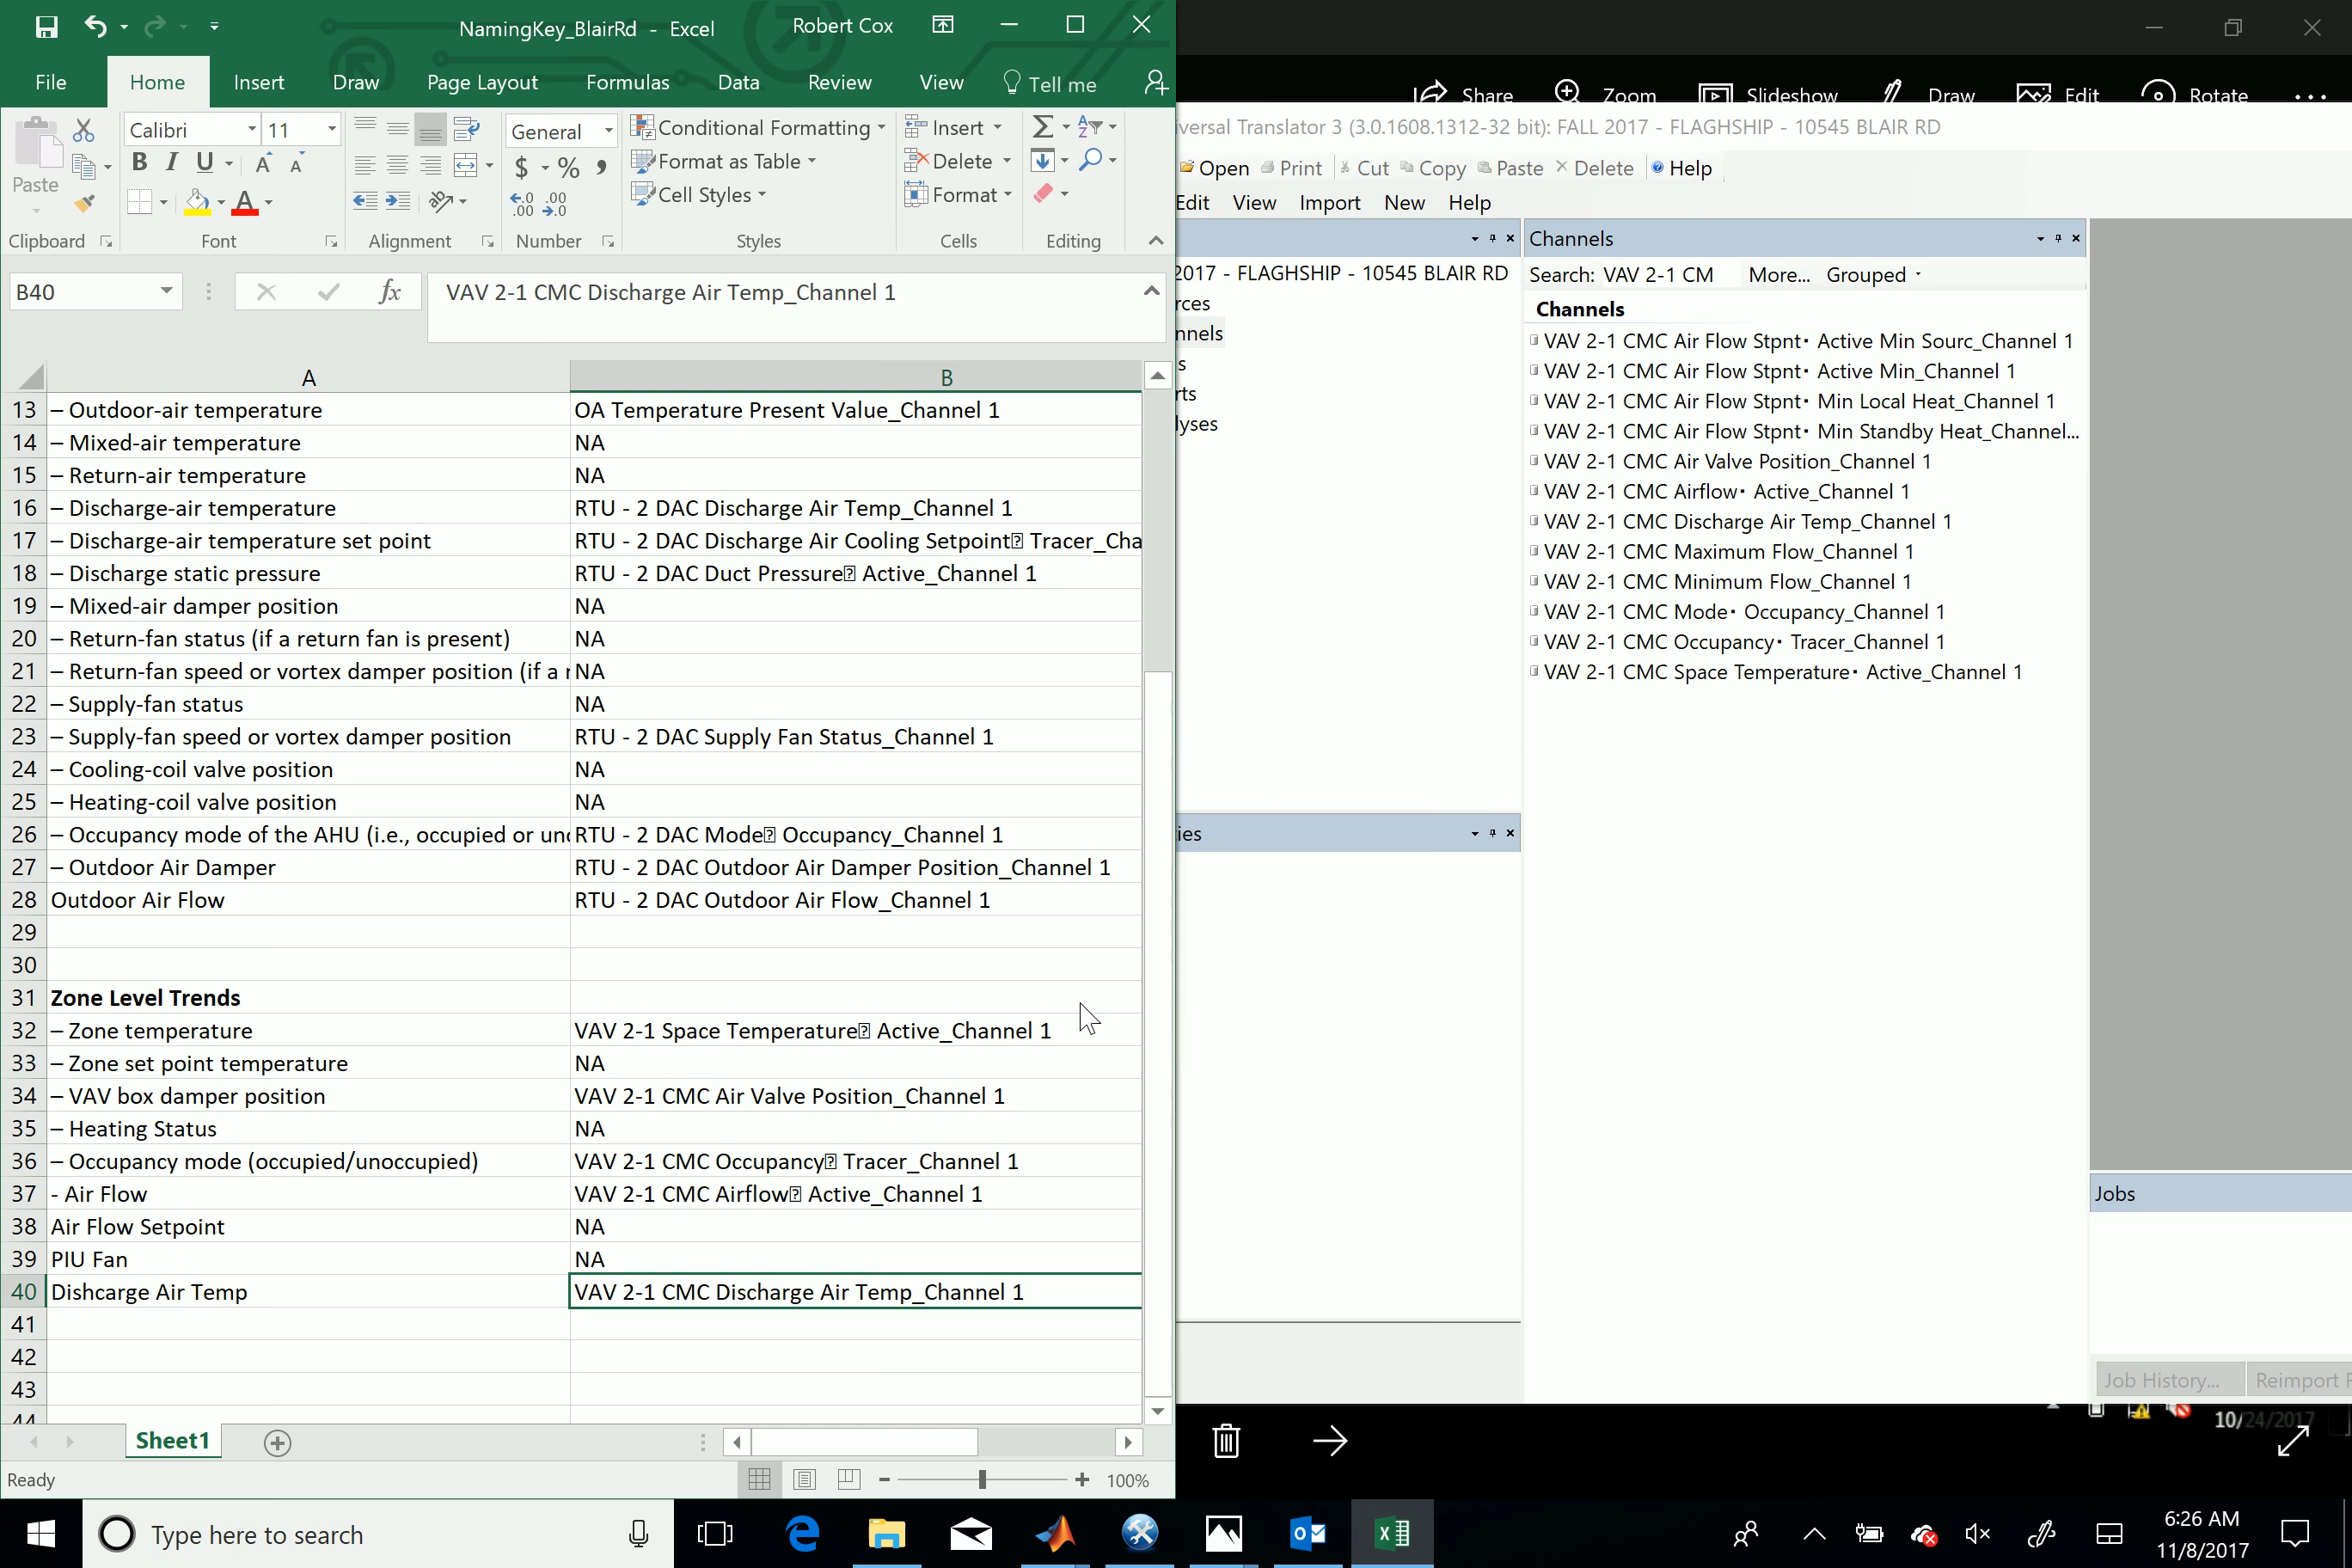 NamingKey_BlairRd - Excel
Robert Cox
File Home Insert Draw Page Layout Formulas Data Review View Tell me
Paste
Calibri 11
B I U A A
A
General
$ % ,
Conditional Formatting
Format as Table
Cell Styles
Insert
Delete
Format
Clipboard Font Alignment Number Styles Cells Editing
B40
fx
VAV 2-1 CMC Discharge Air Temp_Channel 1
A B
13 – Outdoor-air temperature OA Temperature Present Value_Channel 1
14 – Mixed-air temperature NA
15 – Return-air temperature NA
16 – Discharge-air temperature RTU - 2 DAC Discharge Air Temp_Channel 1
17 – Discharge-air temperature set point RTU - 2 DAC Discharge Air Cooling Setpoint⍰ Tracer_Cha
18 – Discharge static pressure RTU - 2 DAC Duct Pressure⍰ Active_Channel 1
19 – Mixed-air damper position NA
20 – Return-fan status (if a return fan is present) NA
21 – Return-fan speed or vortex damper position (if a r NA
22 – Supply-fan status NA
23 – Supply-fan speed or vortex damper position RTU - 2 DAC Supply Fan Status_Channel 1
24 – Cooling-coil valve position NA
25 – Heating-coil valve position NA
26 – Occupancy mode of the AHU (i.e., occupied or uno RTU - 2 DAC Mode⍰ Occupancy_Channel 1
27 – Outdoor Air Damper RTU - 2 DAC Outdoor Air Damper Position_Channel 1
28 Outdoor Air Flow RTU - 2 DAC Outdoor Air Flow_Channel 1
29
30
31 Zone Level Trends
32 – Zone temperature VAV 2-1 Space Temperature⍰ Active_Channel 1
33 – Zone set point temperature NA
34 – VAV box damper position VAV 2-1 CMC Air Valve Position_Channel 1
35 – Heating Status NA
36 – Occupancy mode (occupied/unoccupied) VAV 2-1 CMC Occupancy⍰ Tracer_Channel 1
37 - Air Flow VAV 2-1 CMC Airflow⍰ Active_Channel 1
38 Air Flow Setpoint NA
39 PIU Fan NA
40 Dishcarge Air Temp VAV 2-1 CMC Discharge Air Temp_Channel 1
41
42
43
44
Sheet1
Ready
100%
Share Zoom Slideshow Draw Edit Rotate
iversal Translator 3 (3.0.1608.1312-32 bit): FALL 2017 - FLAGHSHIP - 10545 BLAIR RD
Open Print Cut Copy Paste Delete Help
Edit View Import New Help
2017 - FLAGHSHIP - 10545 BLAIR RD
rces
nnels
s
rts
lyses
ies
Channels
Search: VAV 2-1 CM More... Grouped
Channels
VAV 2-1 CMC Air Flow Stpnt· Active Min Sourc_Channel 1
VAV 2-1 CMC Air Flow Stpnt· Active Min_Channel 1
VAV 2-1 CMC Air Flow Stpnt· Min Local Heat_Channel 1
VAV 2-1 CMC Air Flow Stpnt· Min Standby Heat_Channel...
VAV 2-1 CMC Air Valve Position_Channel 1
VAV 2-1 CMC Airflow· Active_Channel 1
VAV 2-1 CMC Discharge Air Temp_Channel 1
VAV 2-1 CMC Maximum Flow_Channel 1
VAV 2-1 CMC Minimum Flow_Channel 1
VAV 2-1 CMC Mode· Occupancy_Channel 1
VAV 2-1 CMC Occupancy· Tracer_Channel 1
VAV 2-1 CMC Space Temperature· Active_Channel 1
Jobs
Job History... Reimport F
10/24/2017
Type here to search
6:26 AM
11/8/2017